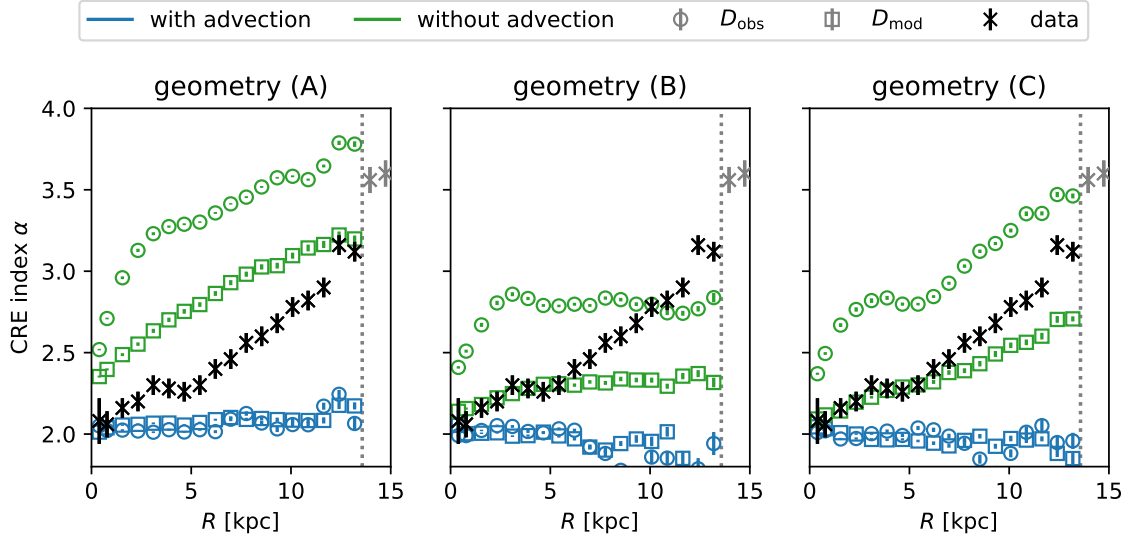 with advection without advection D_obs D_mod data
geometry (A) geometry (B) geometry (C)
4.0
3.5
3.0
2.5
2.0
CRE index α
0 5 10 15 0 5 10 15 0 5 10 15
R [kpc] R [kpc] R [kpc]